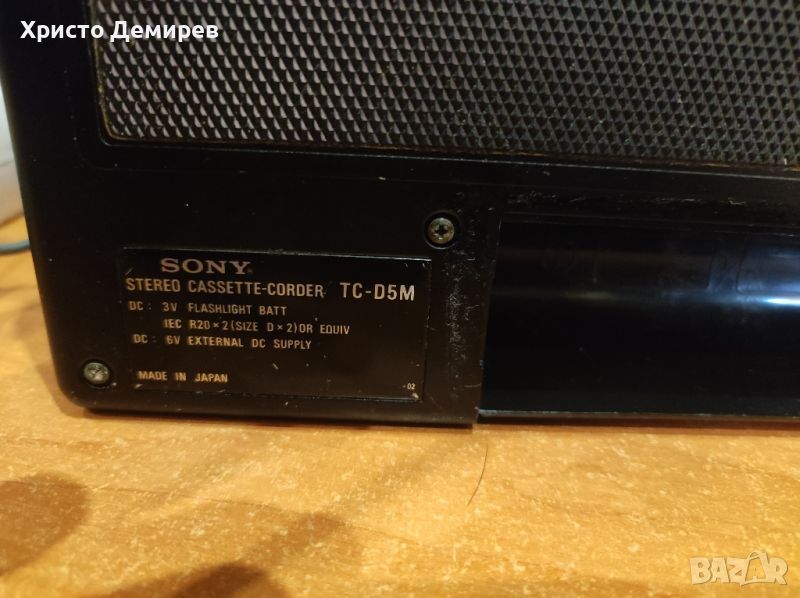 Христо Демирев
SONY
STEREO CASSETTE-CORDER TC-D5M
DC: 3V FLASHLIGHT BATT
IEC R20×2(SIZE D×2)OR EQUIV
DC: 6V EXTERNAL DC SUPPLY
MADE IN JAPAN
02
BAZAR